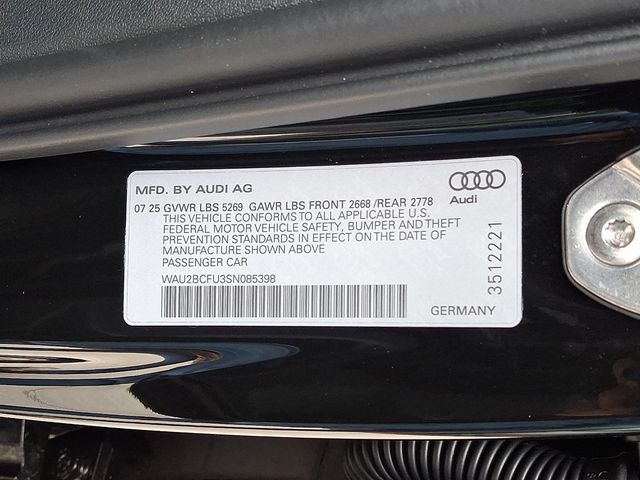 MFD. BY AUDI AG
Audi
07 25 GVWR LBS 5269 GAWR LBS FRONT 2668 /REAR 2778
THIS VEHICLE CONFORMS TO ALL APPLICABLE U.S.
FEDERAL MOTOR VEHICLE SAFETY, BUMPER AND THEFT
PREVENTION STANDARDS IN EFFECT ON THE DATE OF
MANUFACTURE SHOWN ABOVE
PASSENGER CAR
WAU2BCFU3SN085398
3512221
GERMANY